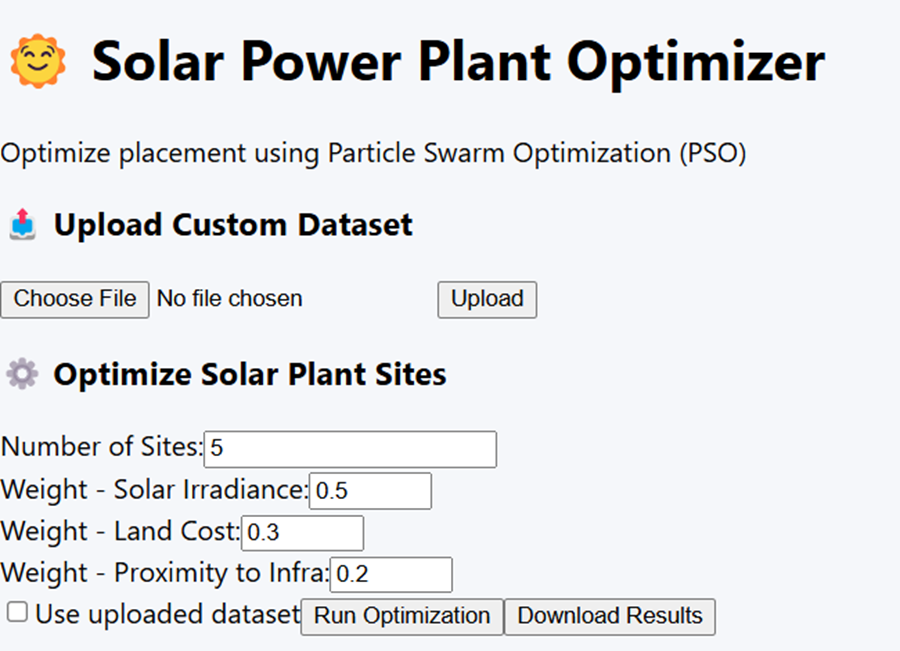 Solar Power Plant Optimizer
Optimize placement using Particle Swarm Optimization (PSO)
Upload Custom Dataset
Choose File No file chosen Upload
Optimize Solar Plant Sites
Number of Sites: 5
Weight - Solar Irradiance: 0.5
Weight - Land Cost: 0.3
Weight - Proximity to Infra: 0.2
Use uploaded dataset Run Optimization Download Results